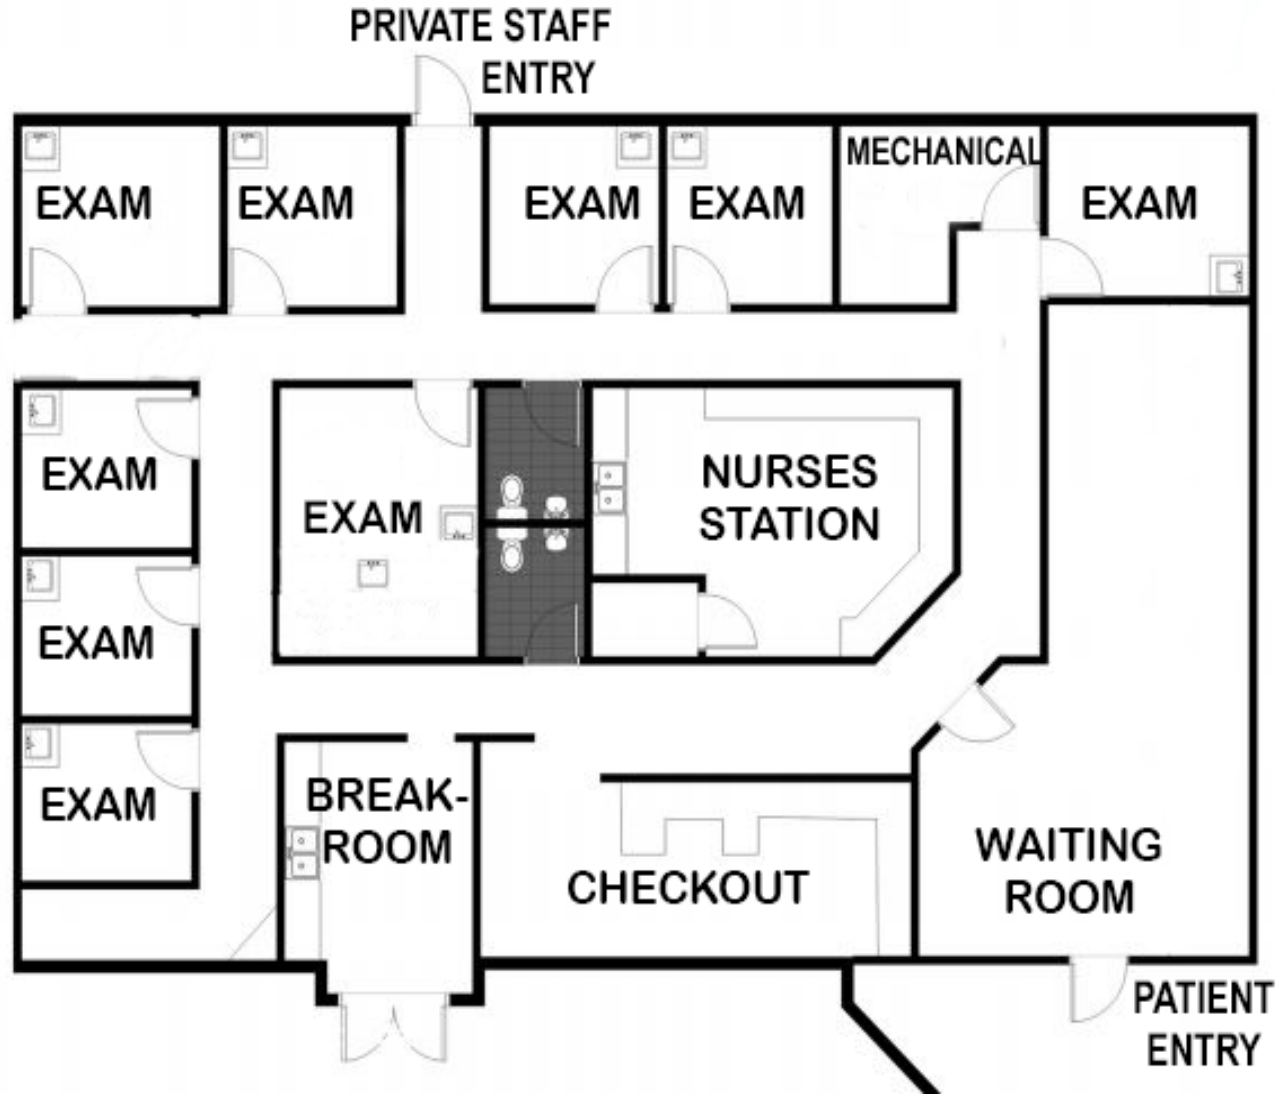 PRIVATE STAFF
ENTRY
MECHANICAL
EXAM
EXAM
EXAM
EXAM
EXAM
EXAM
EXAM
NURSES
STATION
EXAM
EXAM
BREAK-
ROOM
EXAM
WAITING
ROOM
CHECKOUT
PATIENT
ENTRY